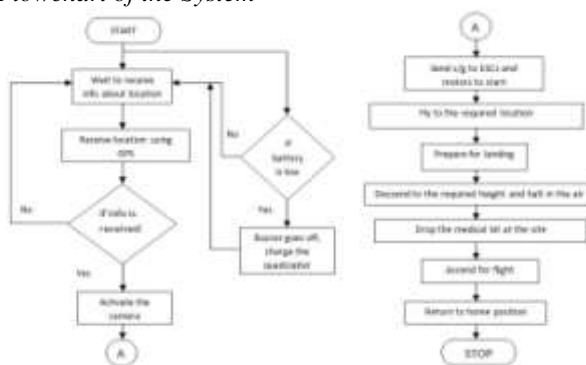 Flowchart of the System
START
Wait to receive
info about location
Receive location using
GPS
If info is
received
No
Yes
Activate the
camera
A
If
battery
is low
No
Yes
Buzzer goes off,
charge the
quadcopter
A
Send sig to ESCs and
motors to start
Fly to the required location
Prepare for landing
Descend to the required height and halt in the air
Drop the medical kit at the site
Ascend for flight
Return to home position
STOP